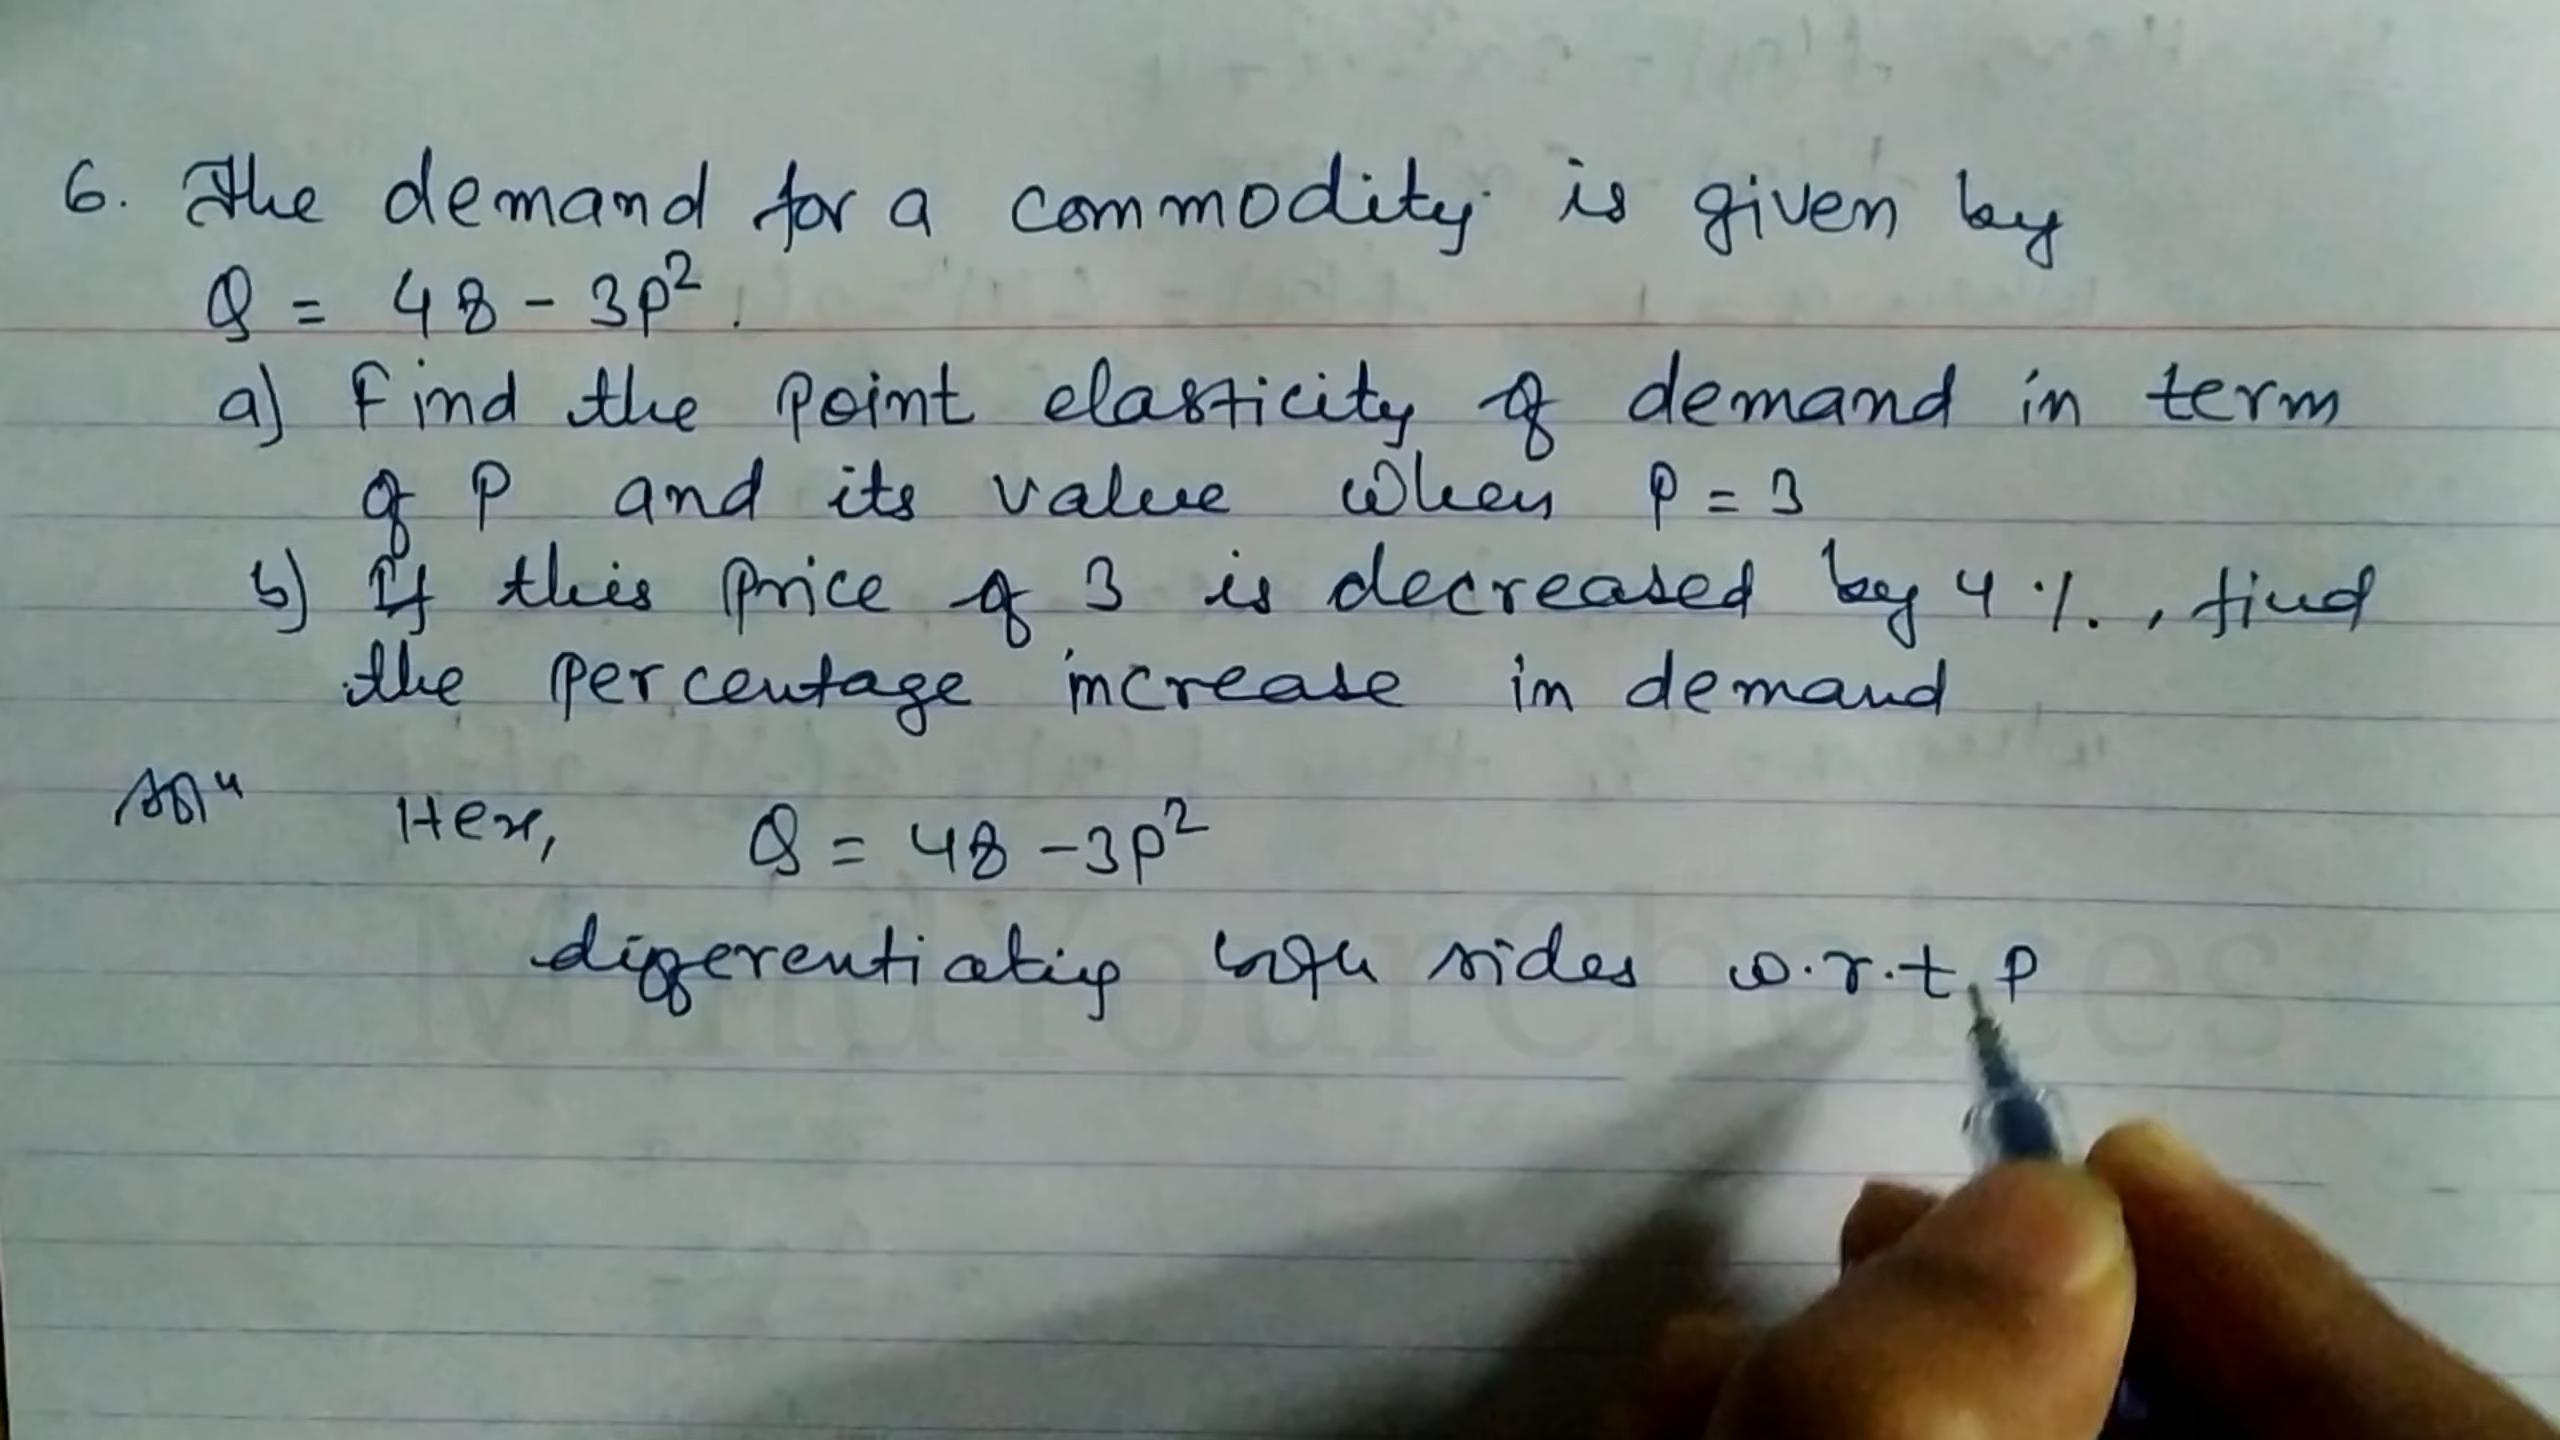 6. The demand for a commodity is given by
Q = 48 - 3P².
a) Find the point elasticity of demand in term
of P and its value when P = 3
b) If this price of 3 is decreased by 4 %. , find
the percentage increase in demand
Solⁿ Here, Q = 48 - 3P²
differentiating both sides w.r.t. P
MindYourChoices